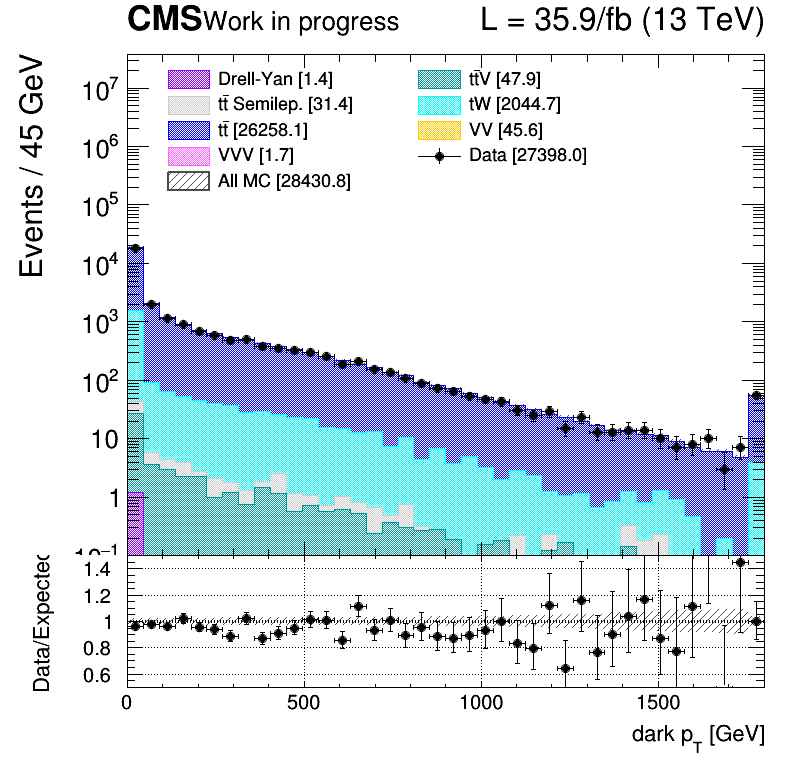 CMS Work in progress L = 35.9/fb (13 TeV)
Events / 45 GeV
10⁷
10⁶
10⁵
10⁴
10³
10²
10
1
10⁻¹
Drell-Yan [1.4]
tt̄ Semilep. [31.4]
tt̄ [26258.1]
VVV [1.7]
All MC [28430.8]
tt̄V [47.9]
tW [2044.7]
VV [45.6]
Data [27398.0]
Data/Expected
1.4
1.2
1
0.8
0.6
0 500 1000 1500
dark p_T [GeV]